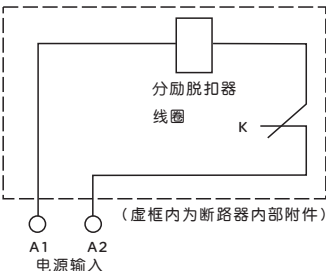 分励脱扣器
线圈
K
（虚框内为断路器内部附件）
A1 A2
电源输入